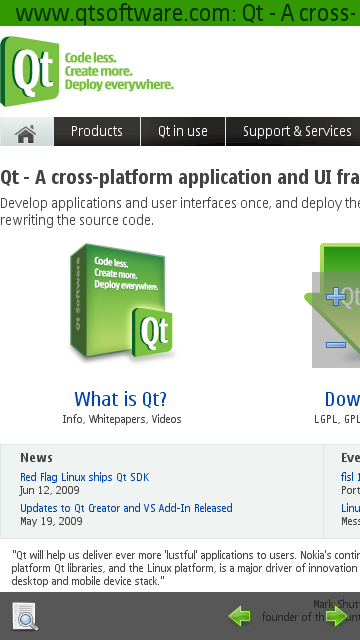 www.qtsoftware.com: Qt - A cross-
Qt Code less.
Create more.
Deploy everywhere.
Products Qt in use Support & Services
Qt - A cross-platform application and UI fra
Develop applications and user interfaces once, and deploy the
rewriting the source code.
Code less.
Create more.
Deploy everywhere.
Qt Software
Qt
Qt
What is Qt?
Info, Whitepapers, Videos
Dow
LGPL, GPL
News
Red Flag Linux ships Qt SDK
Jun 12, 2009
Updates to Qt Creator and VS Add-In Released
May 19, 2009
Eve
fisl 1
Port
Linu
Mess
"Qt will help us deliver ever more 'lustful' applications to users. Nokia's conti
platform Qt libraries, and the Linux platform, is a major driver of innovation
desktop and mobile device stack."
Mark Shutt
founder of th